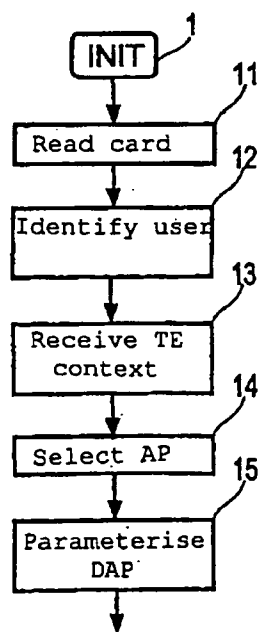 1
INIT
11
Read card
12
Identify user
13
Receive TE
context
14
Select AP
15
Parameterise
DAP